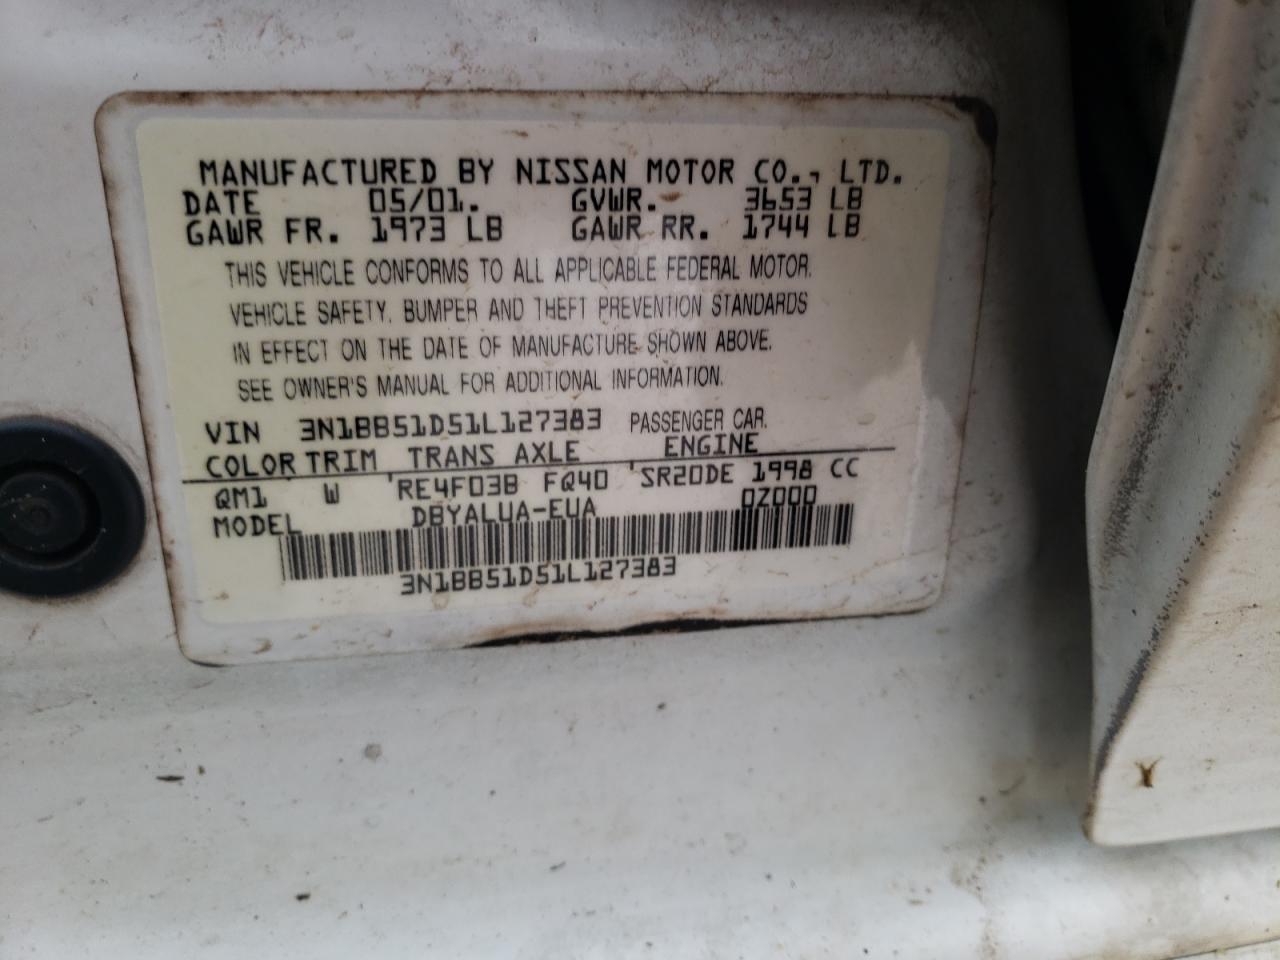 MANUFACTURED BY NISSAN MOTOR CO., LTD.
DATE 05/01. GVWR. 3653 LB
GAWR FR. 1973 LB GAWR RR. 1744 LB
THIS VEHICLE CONFORMS TO ALL APPLICABLE FEDERAL MOTOR.
VEHICLE SAFETY, BUMPER AND THEFT PREVENTION STANDARDS
IN EFFECT ON THE DATE OF MANUFACTURE SHOWN ABOVE.
SEE OWNER'S MANUAL FOR ADDITIONAL INFORMATION.
VIN 3N1BB51D51L127383 PASSENGER CAR.
COLOR TRIM TRANS AXLE ENGINE
QM1 W RE4F03B FQ40 SR20DE 1998 CC
MODEL DBYALUA-EUA 0Z000
3N1BB51D51L127383